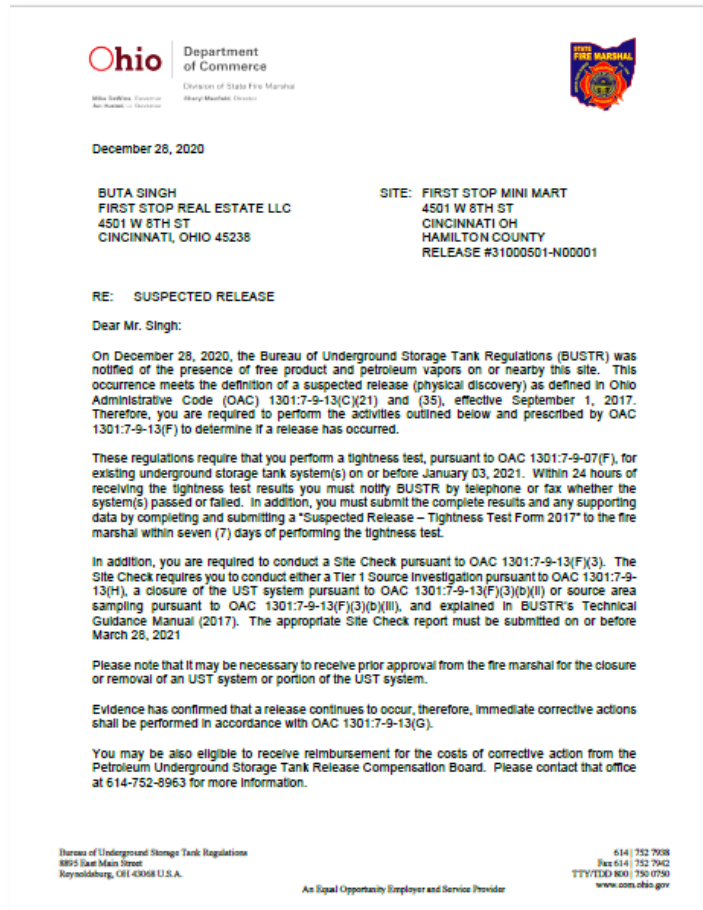 Ohio
Department
of Commerce
Division of State Fire Marshal
Mike DeWine, Governor
Jon Husted, Lt. Governor
Sheryl Maxfield, Director
STATE
FIRE MARSHAL
December 28, 2020
BUTA SINGH
FIRST STOP REAL ESTATE LLC
4501 W 8TH ST
CINCINNATI, OHIO 45238
SITE: FIRST STOP MINI MART
4501 W 8TH ST
CINCINNATI OH
HAMILTON COUNTY
RELEASE #31000501-N00001
RE: SUSPECTED RELEASE
Dear Mr. Singh:
On December 28, 2020, the Bureau of Underground Storage Tank Regulations (BUSTR) was
notified of the presence of free product and petroleum vapors on or nearby this site. This
occurrence meets the definition of a suspected release (physical discovery) as defined in Ohio
Administrative Code (OAC) 1301:7-9-13(C)(21) and (35), effective September 1, 2017.
Therefore, you are required to perform the activities outlined below and prescribed by OAC
1301:7-9-13(F) to determine if a release has occurred.
These regulations require that you perform a tightness test, pursuant to OAC 1301:7-9-07(F), for
existing underground storage tank system(s) on or before January 03, 2021. Within 24 hours of
receiving the tightness test results you must notify BUSTR by telephone or fax whether the
system(s) passed or failed. In addition, you must submit the complete results and any supporting
data by completing and submitting a "Suspected Release – Tightness Test Form 2017" to the fire
marshal within seven (7) days of performing the tightness test.
In addition, you are required to conduct a Site Check pursuant to OAC 1301:7-9-13(F)(3). The
Site Check requires you to conduct either a Tier 1 Source Investigation pursuant to OAC 1301:7-9-
13(H), a closure of the UST system pursuant to OAC 1301:7-9-13(F)(3)(b)(ii) or source area
sampling pursuant to OAC 1301:7-9-13(F)(3)(b)(iii), and explained in BUSTR's Technical
Guidance Manual (2017). The appropriate Site Check report must be submitted on or before
March 28, 2021
Please note that it may be necessary to receive prior approval from the fire marshal for the closure
or removal of an UST system or portion of the UST system.
Evidence has confirmed that a release continues to occur, therefore, immediate corrective actions
shall be performed in accordance with OAC 1301:7-9-13(G).
You may be also eligible to receive reimbursement for the costs of corrective action from the
Petroleum Underground Storage Tank Release Compensation Board. Please contact that office
at 614-752-8963 for more information.
Bureau of Underground Storage Tank Regulations
8895 East Main Street
Reynoldsburg, OH 43068 U.S.A.
An Equal Opportunity Employer and Service Provider
614 | 752 7938
Fax 614 | 752 7942
TTY/TDD 800 | 750 0750
www.com.ohio.gov